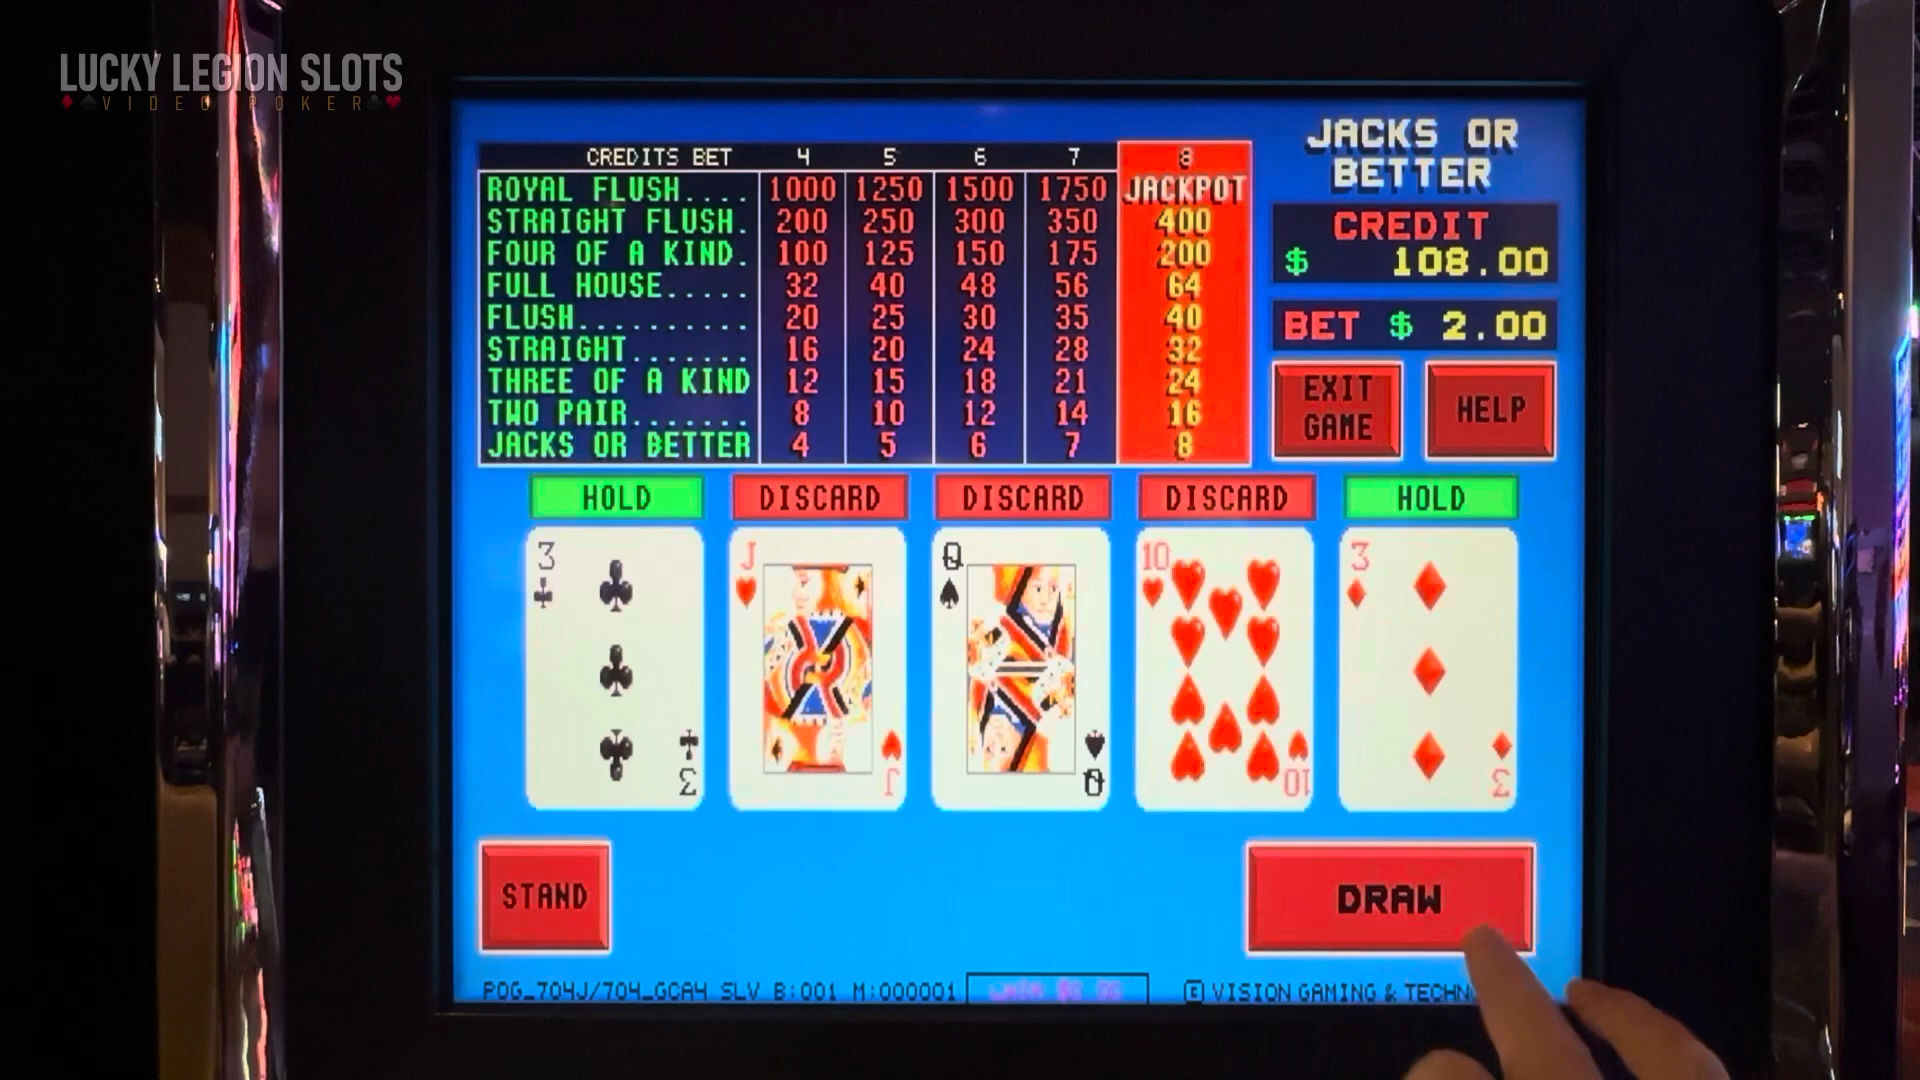 LUCKY LEGION SLOTS
VIDEO POKER
JACKS OR
BETTER
CREDITS BET 4 5 6 7 8
ROYAL FLUSH.... 1000 1250 1500 1750 JACKPOT
STRAIGHT FLUSH. 200 250 300 350 400
FOUR OF A KIND. 100 125 150 175 200
FULL HOUSE..... 32 40 48 56 64
FLUSH.......... 20 25 30 35 40
STRAIGHT....... 16 20 24 28 32
THREE OF A KIND 12 15 18 21 24
TWO PAIR....... 8 10 12 14 16
JACKS OR BETTER 4 5 6 7 8
CREDIT
$ 108.00
BET $ 2.00
EXIT
GAME
HELP
HOLD DISCARD DISCARD DISCARD HOLD
3 J Q 10 3
3 J Q 10 3
STAND
DRAW
POG_704J/704_GCA4 SLV B:001 M:000001
C VISION GAMING &